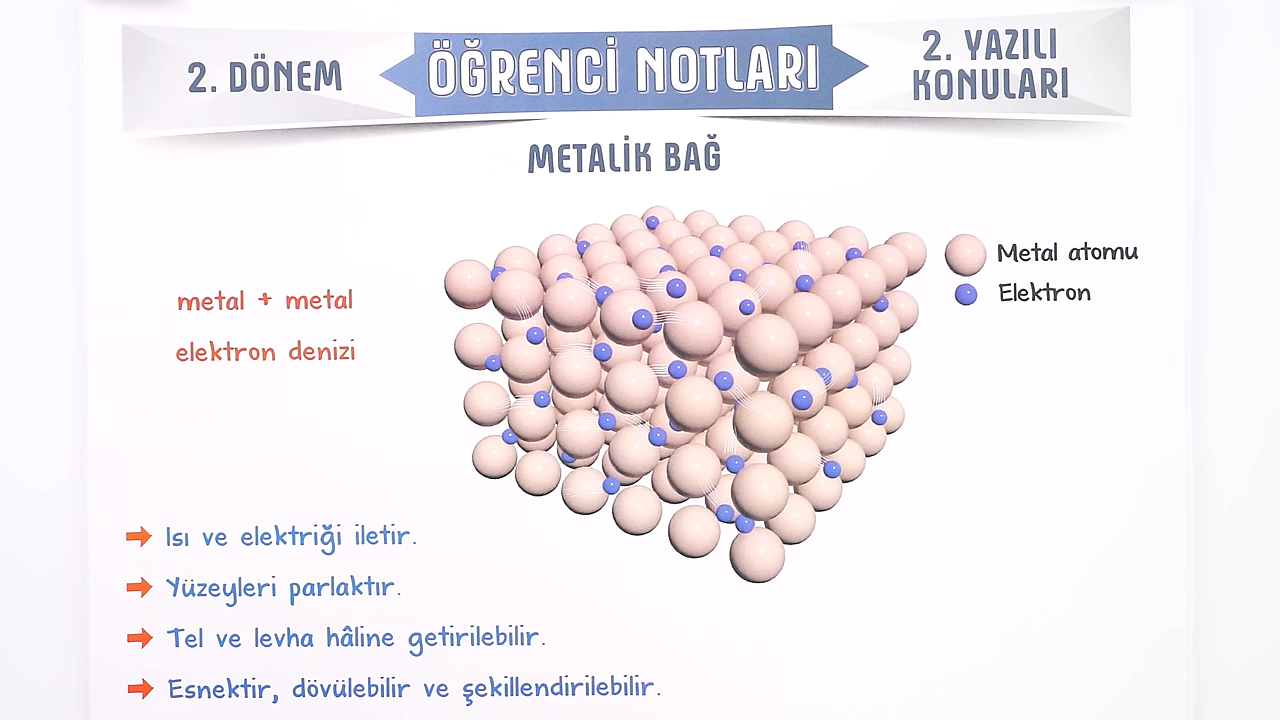 2. DÖNEM
ÖĞRENCİ NOTLARI
2. YAZILI
KONULARI
METALİK BAĞ
metal + metal
elektron denizi
Metal atomu
Elektron
Isı ve elektriği iletir.
Yüzeyleri parlaktır.
Tel ve levha hâline getirilebilir.
Esnektir, dövülebilir ve şekillendirilebilir.